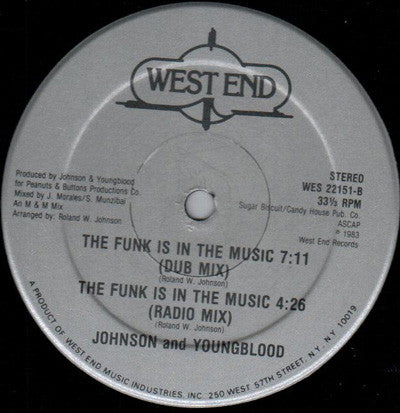 WEST END
STEREO
WES 22151-B
33⅓ RPM
Produced by Johnson & Youngblood
for Peanuts & Buttons Productions Co.
Mixed by J. Morales/S. Munzibai
An M & M Mix
Arranged by: Roland W. Johnson
Sugar Biscuit/Candy House Pub. Co.
ASCAP
℗ 1983
West End Records
THE FUNK IS IN THE MUSIC 7:11
(DUB MIX)
(Roland W. Johnson)
THE FUNK IS IN THE MUSIC 4:26
(RADIO MIX)
(Roland W. Johnson)
JOHNSON and YOUNGBLOOD
A PRODUCT OF WEST END MUSIC INDUSTRIES, INC. 250 WEST 57TH STREET, N.Y. N.Y. 10019